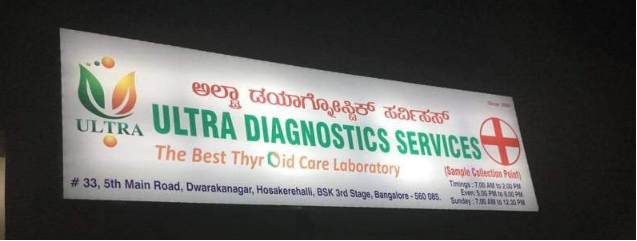 ಅಲ್ಟ್ರಾ ಡಯಾಗ್ನೋಸ್ಟಿಕ್ ಸರ್ವಿಸಸ್
ULTRA
ULTRA DIAGNOSTICS SERVICES
The Best Thyroid Care Laboratory
(Sample Collection Point)
# 33, 5th Main Road, Dwarakanagar, Hosakerehalli, BSK 3rd Stage, Bangalore - 560 085.
Timings : 7.00 AM to 2.00 PM
Even: 5.00 PM to 8.00 PM
Sunday : 7.00 AM to 12.30 PM